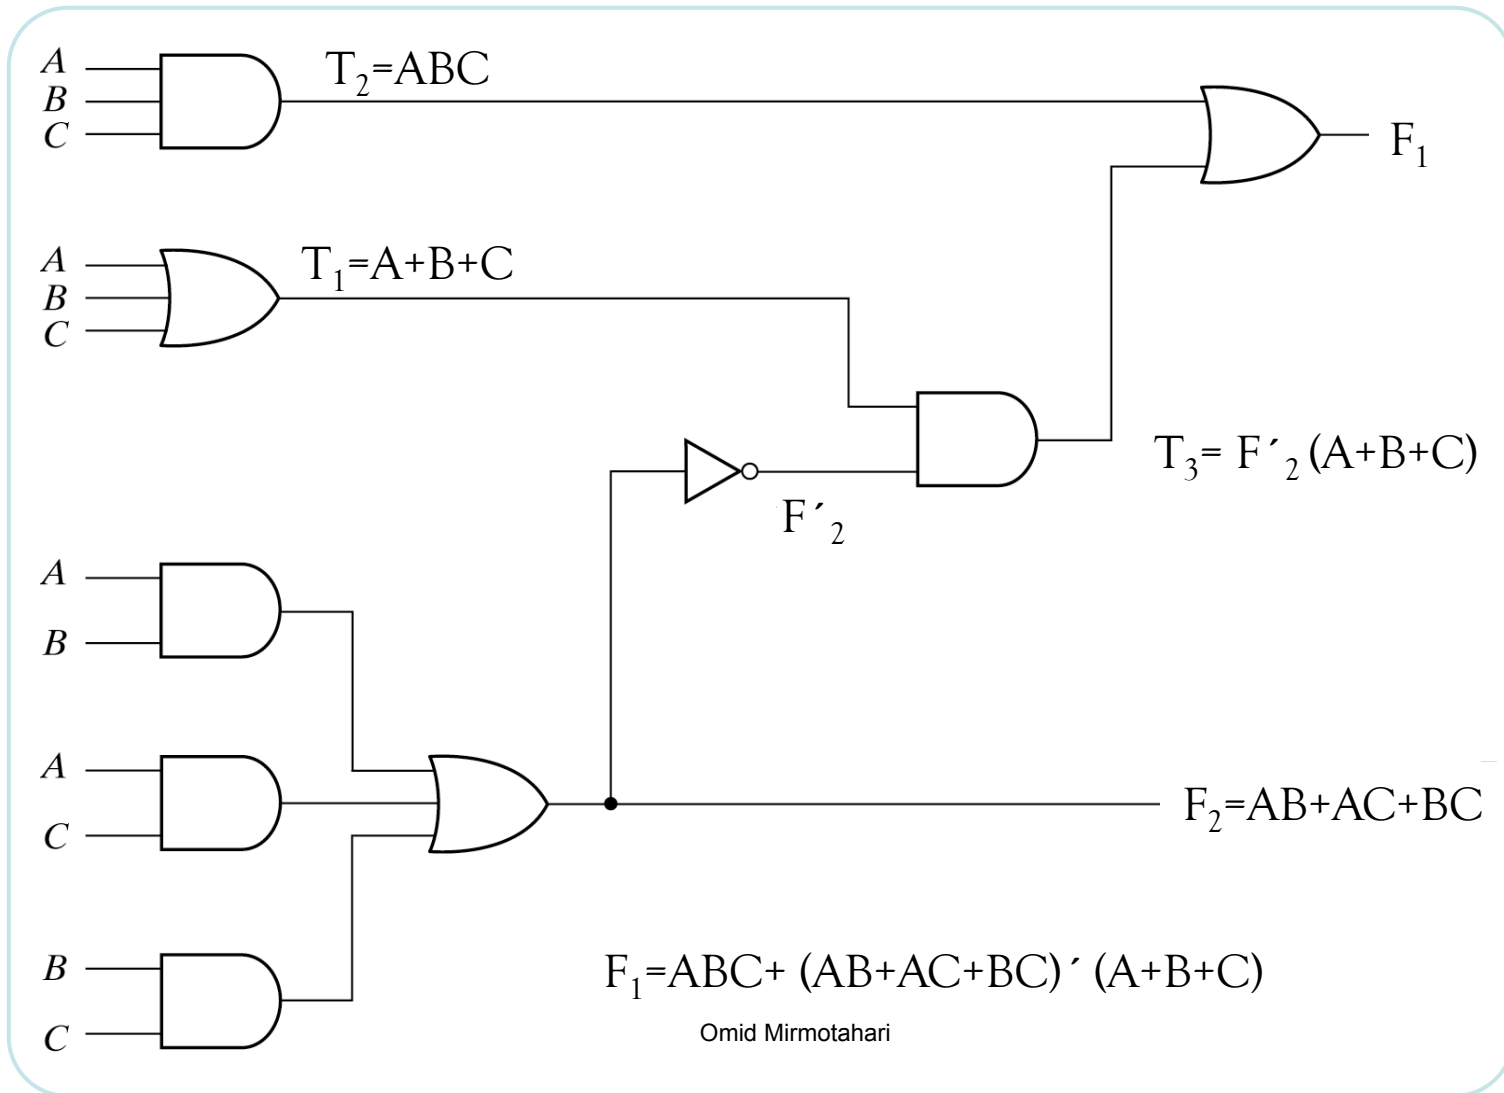 A
B
C
T₂=ABC
F₁
A
B
C
T₁=A+B+C
T₃= F´₂ (A+B+C)
F´₂
A
B
A
C
F₂=AB+AC+BC
B
C
F₁=ABC+ (AB+AC+BC)´ (A+B+C)
Omid Mirmotahari